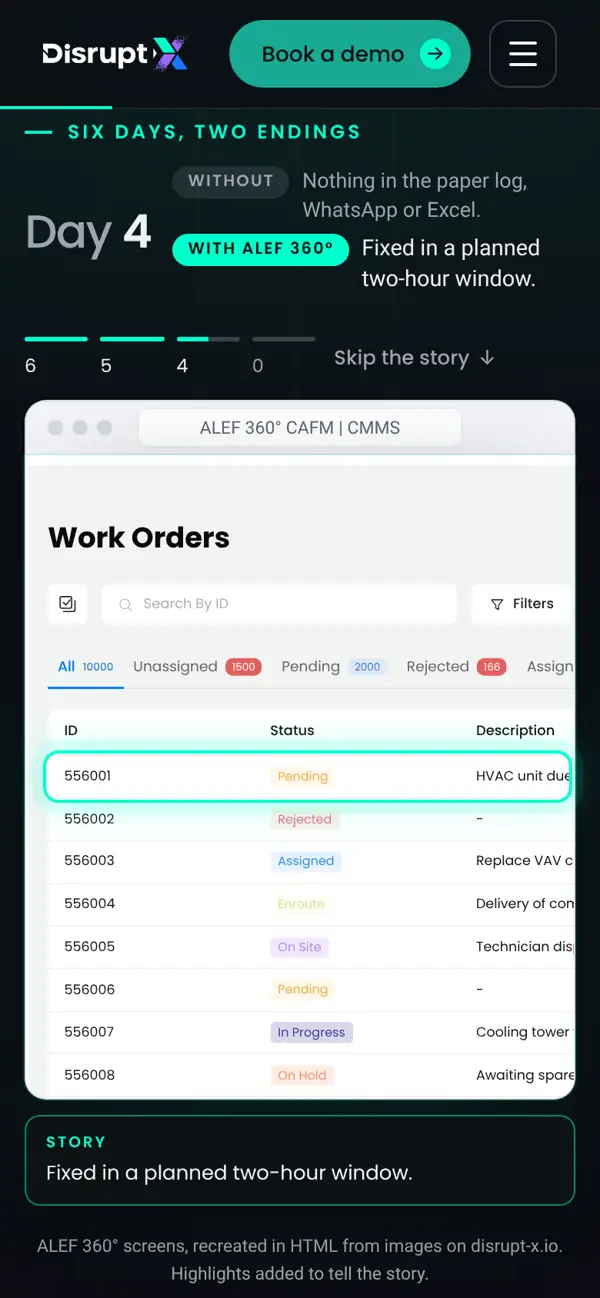 DisruptX
Book a demo
SIX DAYS, TWO ENDINGS
Day 4
WITHOUT
Nothing in the paper log,
WhatsApp or Excel.
WITH ALEF 360°
Fixed in a planned
two-hour window.
6
5
4
0
Skip the story ↓
ALEF 360° CAFM | CMMS
Work Orders
Search By ID
Filters
All 10000 Unassigned 1500 Pending 2000 Rejected 166 Assign
ID Status Description
556001 Pending HVAC unit due
556002 Rejected -
556003 Assigned Replace VAV c
556004 Enroute Delivery of com
556005 On Site Technician dis
556006 Pending -
556007 In Progress Cooling tower
556008 On Hold Awaiting spare
STORY
Fixed in a planned two-hour window.
ALEF 360° screens, recreated in HTML from images on disrupt-x.io.
Highlights added to tell the story.